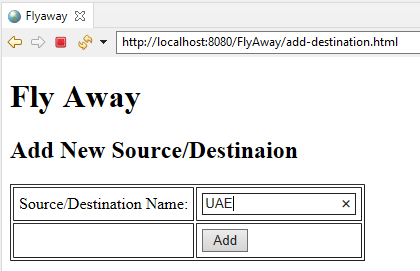 Flyaway
http://localhost:8080/FlyAway/add-destination.html
Fly Away
Add New Source/Destinaion
Source/Destination Name: UAE
Add